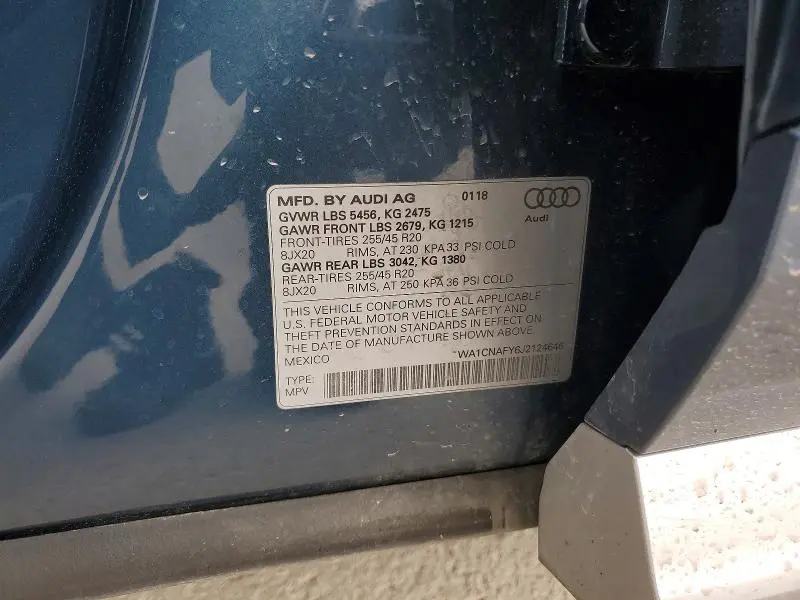 MFD. BY AUDI AG 0118
GVWR LBS 5456, KG 2475
GAWR FRONT LBS 2679, KG 1215
FRONT-TIRES 255/45 R20
8JX20 RIMS, AT 230 KPA 33 PSI COLD
GAWR REAR LBS 3042, KG 1380
REAR-TIRES 255/45 R20
8JX20 RIMS, AT 250 KPA 36 PSI COLD
Audi
THIS VEHICLE CONFORMS TO ALL APPLICABLE
U.S. FEDERAL MOTOR VEHICLE SAFETY AND
THEFT PREVENTION STANDARDS IN EFFECT ON
THE DATE OF MANUFACTURE SHOWN ABOVE
MEXICO *WA1CNAFY6J2124646
TYPE:
MPV